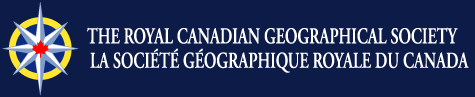 THE ROYAL CANADIAN GEOGRAPHICAL SOCIETY
LA SOCIÉTÉ GÉOGRAPHIQUE ROYALE DU CANADA